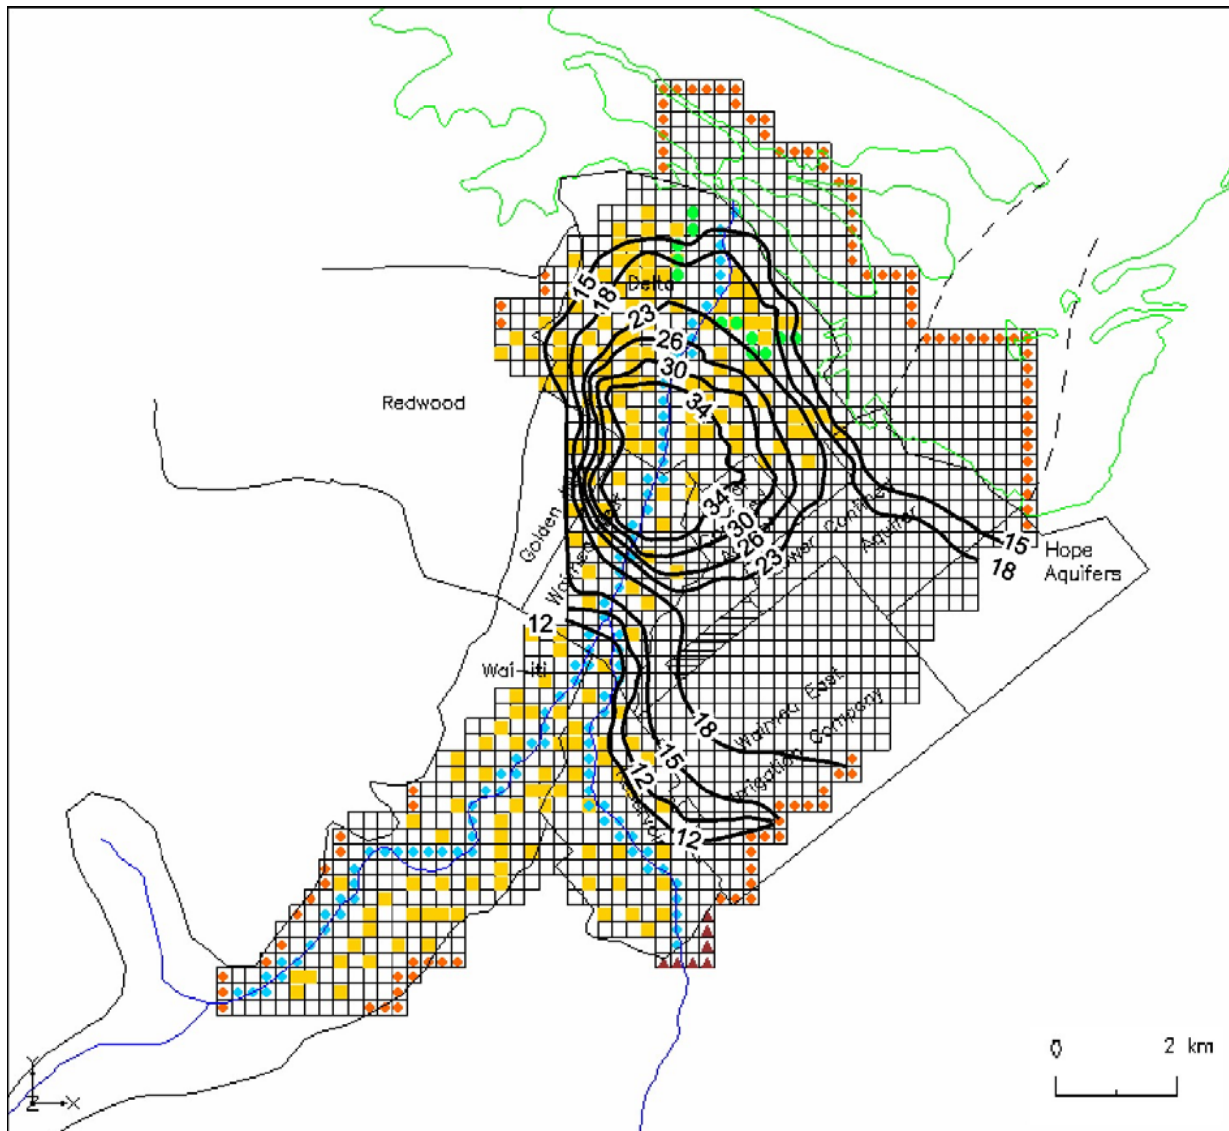 15
18
Delta
23
26
30
34
Redwood
34
30
26
23
Golden
Waimea
Lower Confined
Aquifer
15
18
Hope
Aquifers
12
Wai-iti
18
Waimea East
Irrigation Company
15
12
Reservoir
12
Y
Z X
0 2 km